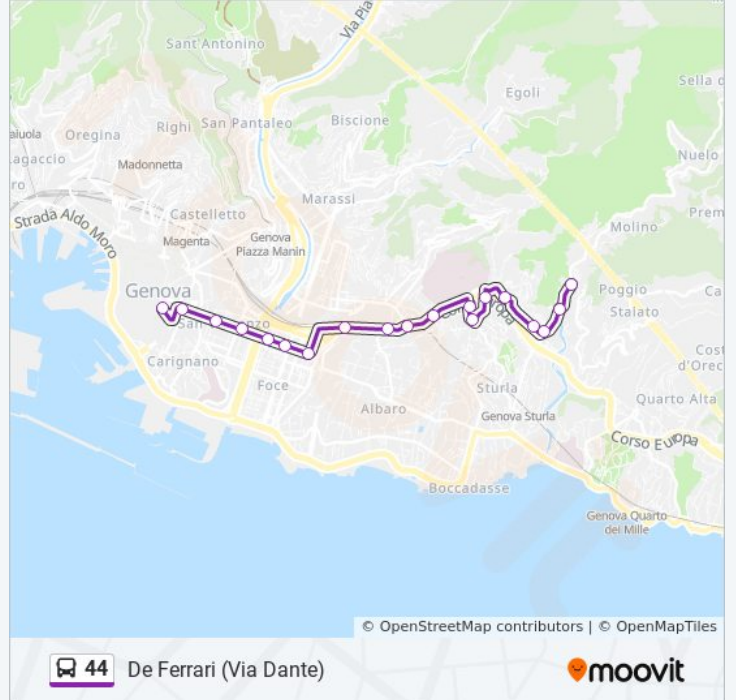 Via Pia
Sant'Antonino
Sella d
Egoli
aiuola
Oregina
Righi
San Pantaleo
Biscione
Nuelo
agaccio
Madonnetta
ro
Marassi
Prem
Strada Aldo Moro
Castelletto
Molino
Magenta
Genova
Piazza Manin
Genova
Poggio
Ca
Stalato
Carignano
Cost
d'Orec
Foce
Sturla
Albaro
Quarto Alta
Genova Sturla
Corso Europa
Boccadasse
Genova Quarto
dei Mille
© OpenStreetMap contributors | © OpenMapTiles
44
De Ferrari (Via Dante)
moovit